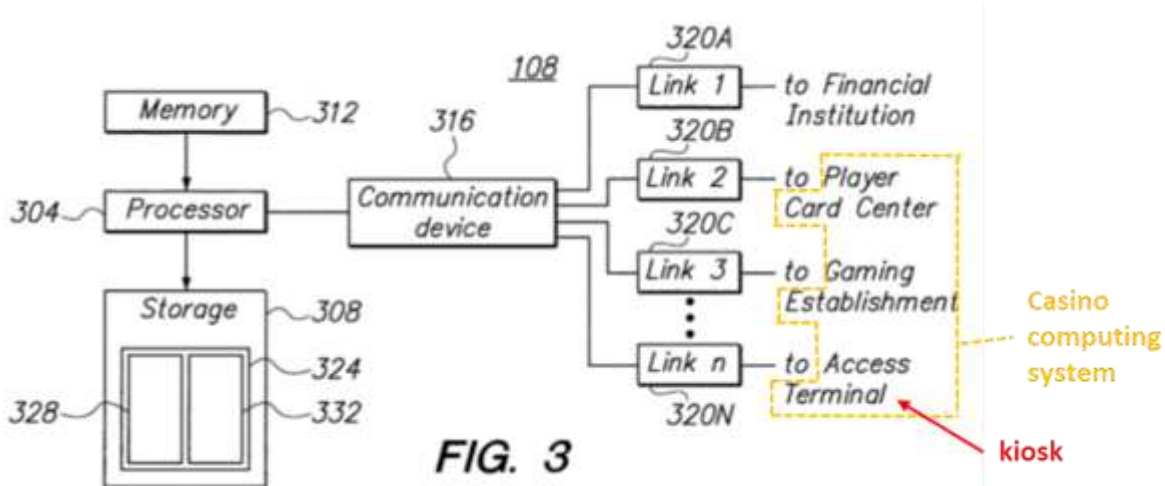 108
Memory
312
304
Processor
Storage
308
324
328
332
316
Communication
device
320A
Link 1
to Financial
Institution
320B
Link 2
to Player
Card Center
320C
Link 3
to Gaming
Establishment
Link n
320N
to Access
Terminal
Casino
computing
system
kiosk
FIG. 3